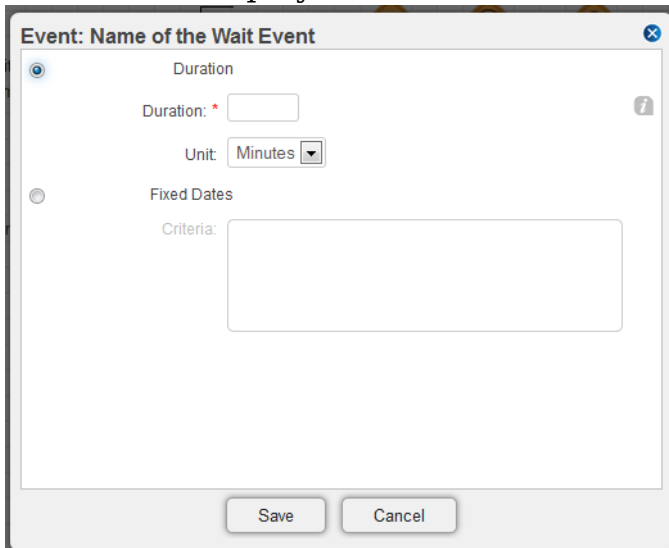 Event: Name of the Wait Event
Duration
Duration: *
Unit: Minutes
Fixed Dates
Criteria:
Save Cancel